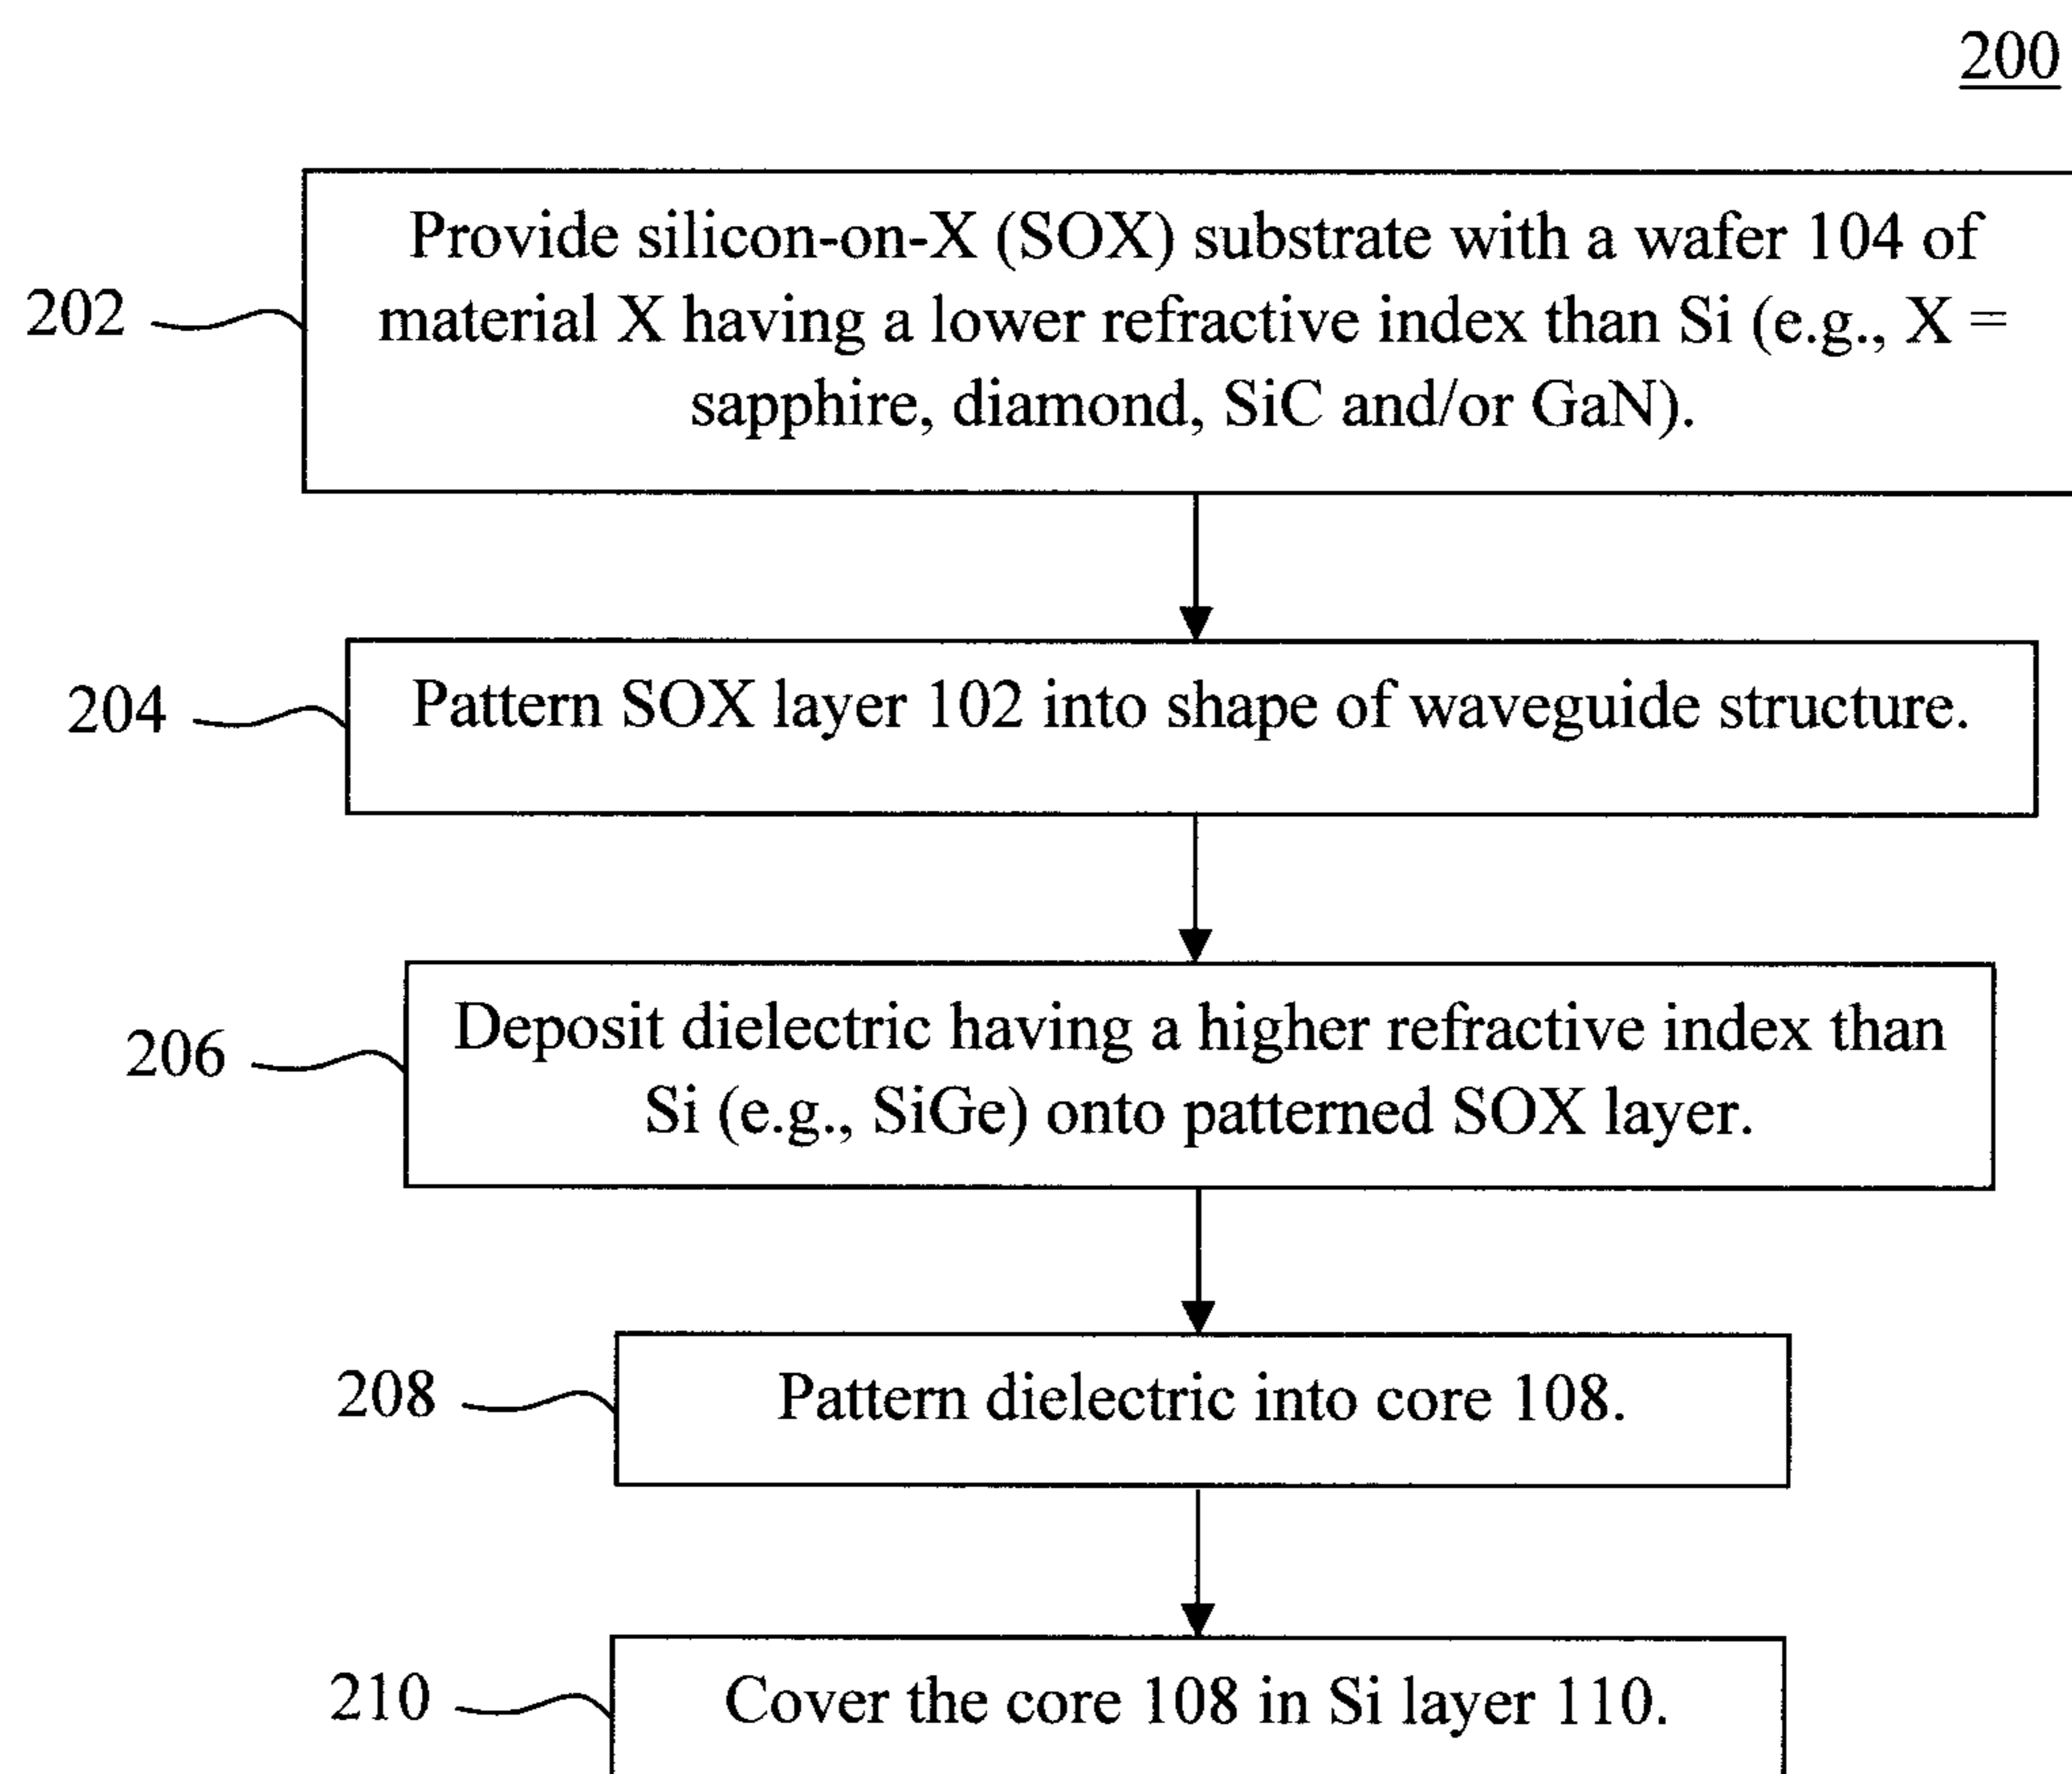 200
202
Provide silicon-on-X (SOX) substrate with a wafer 104 of
material X having a lower refractive index than Si (e.g., X =
sapphire, diamond, SiC and/or GaN).
204
Pattern SOX layer 102 into shape of waveguide structure.
206
Deposit dielectric having a higher refractive index than
Si (e.g., SiGe) onto patterned SOX layer.
208
Pattern dielectric into core 108.
210
Cover the core 108 in Si layer 110.